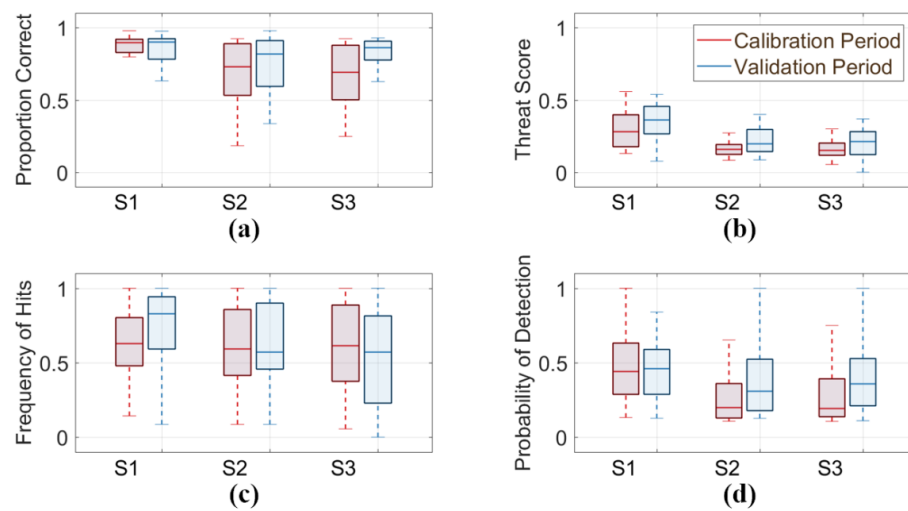 Proportion Correct
1
0.5
0
S1 S2 S3
(a)
Threat Score
1
0.5
0
Calibration Period
Validation Period
S1 S2 S3
(b)
Frequency of Hits
1
0.5
0
S1 S2 S3
(c)
Probability of Detection
1
0.5
0
S1 S2 S3
(d)